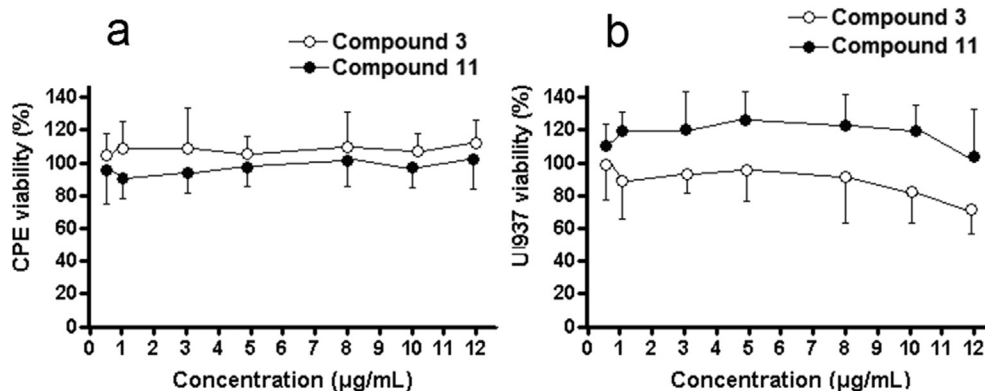 a
Compound 3
Compound 11
CPE viability (%)
140
120
100
80
60
40
20
0
0 1 2 3 4 5 6 7 8 9 10 11 12
Concentration (µg/mL)
b
Compound 3
Compound 11
UI937 viability (%)
140
120
100
80
60
40
20
0
0 1 2 3 4 5 6 7 8 9 10 11 12
Concentration (µg/mL)